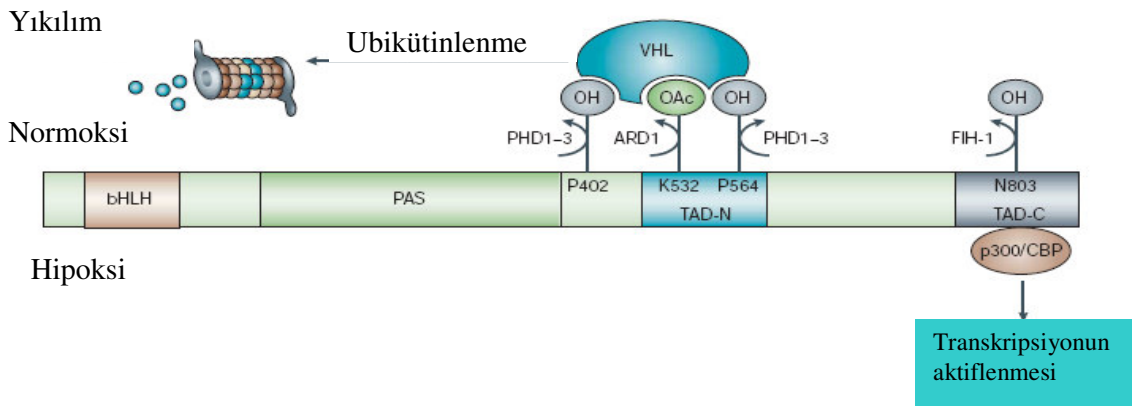 Yıkılım
Ubikütinlenme
VHL
OH
OAc
OH
OH
Normoksi
PHD1–3
ARD1
PHD1–3
FIH-1
bHLH
PAS
P402
K532
P564
TAD-N
N803
TAD-C
p300/CBP
Hipoksi
Transkripsiyonun
aktiflenmesi